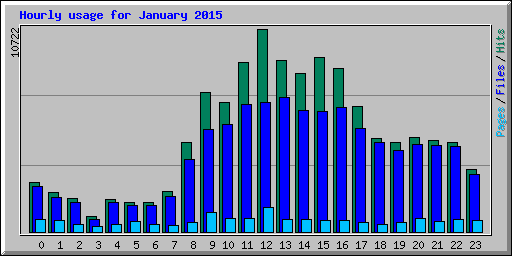 Hourly usage for January 2015
10722
Pages / Files / Hits
0 1 2 3 4 5 6 7 8 9 10 11 12 13 14 15 16 17 18 19 20 21 22 23